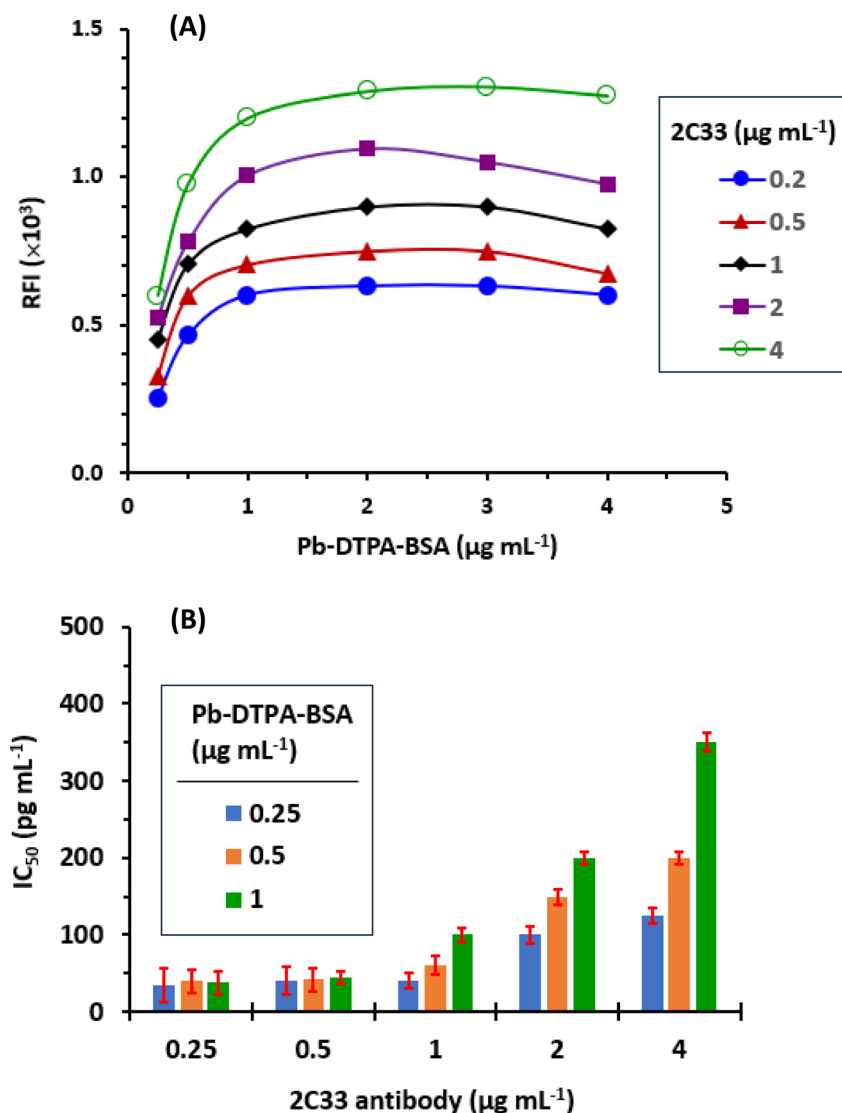 (A)
1.5
1.0
0.5
0.0
RFI (×10³)
0 1 2 3 4 5
Pb-DTPA-BSA (µg mL⁻¹)
2C33 (µg mL⁻¹)
0.2
0.5
1
2
4
(B)
500
400
300
200
100
0
IC₅₀ (pg mL⁻¹)
Pb-DTPA-BSA
(µg mL⁻¹)
0.25
0.5
1
0.25 0.5 1 2 4
2C33 antibody (µg mL⁻¹)